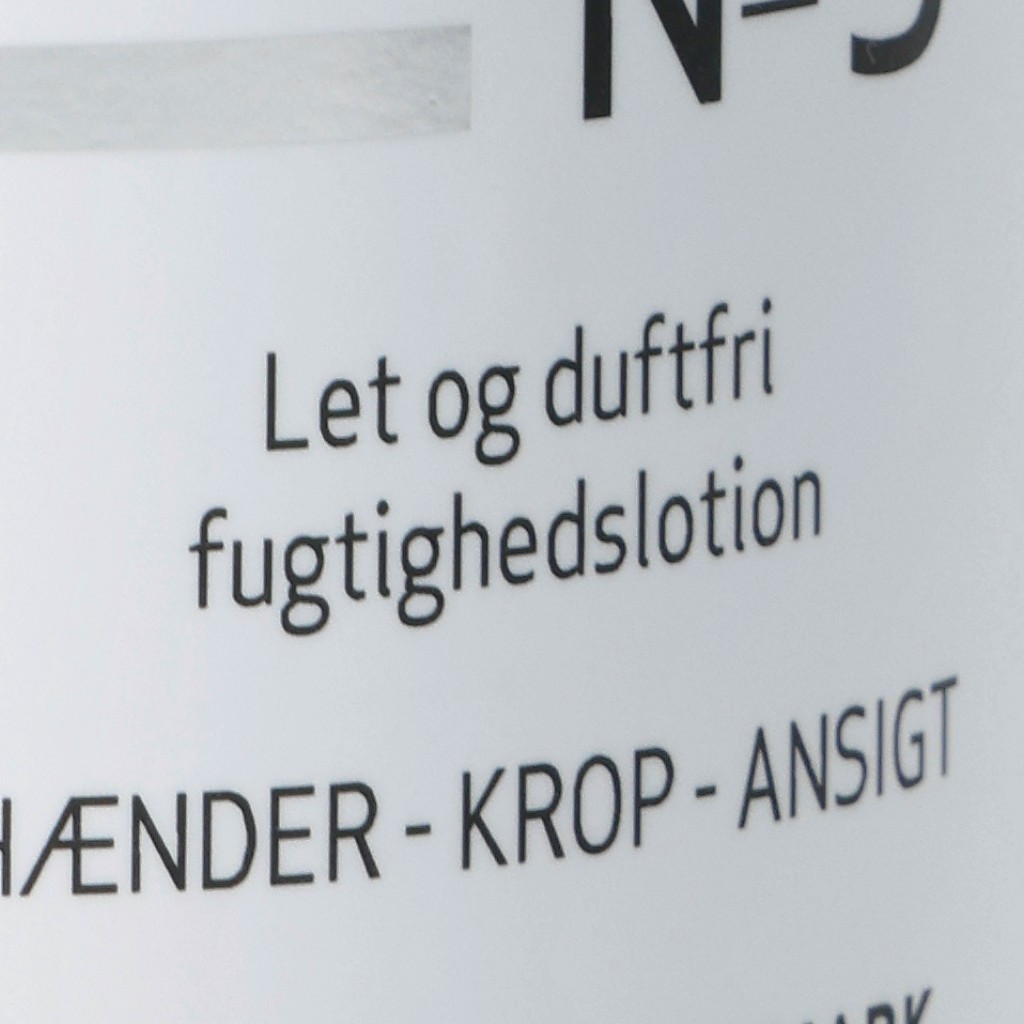 Let og duftfri
fugtighedslotion
HÆNDER - KROP - ANSIGT